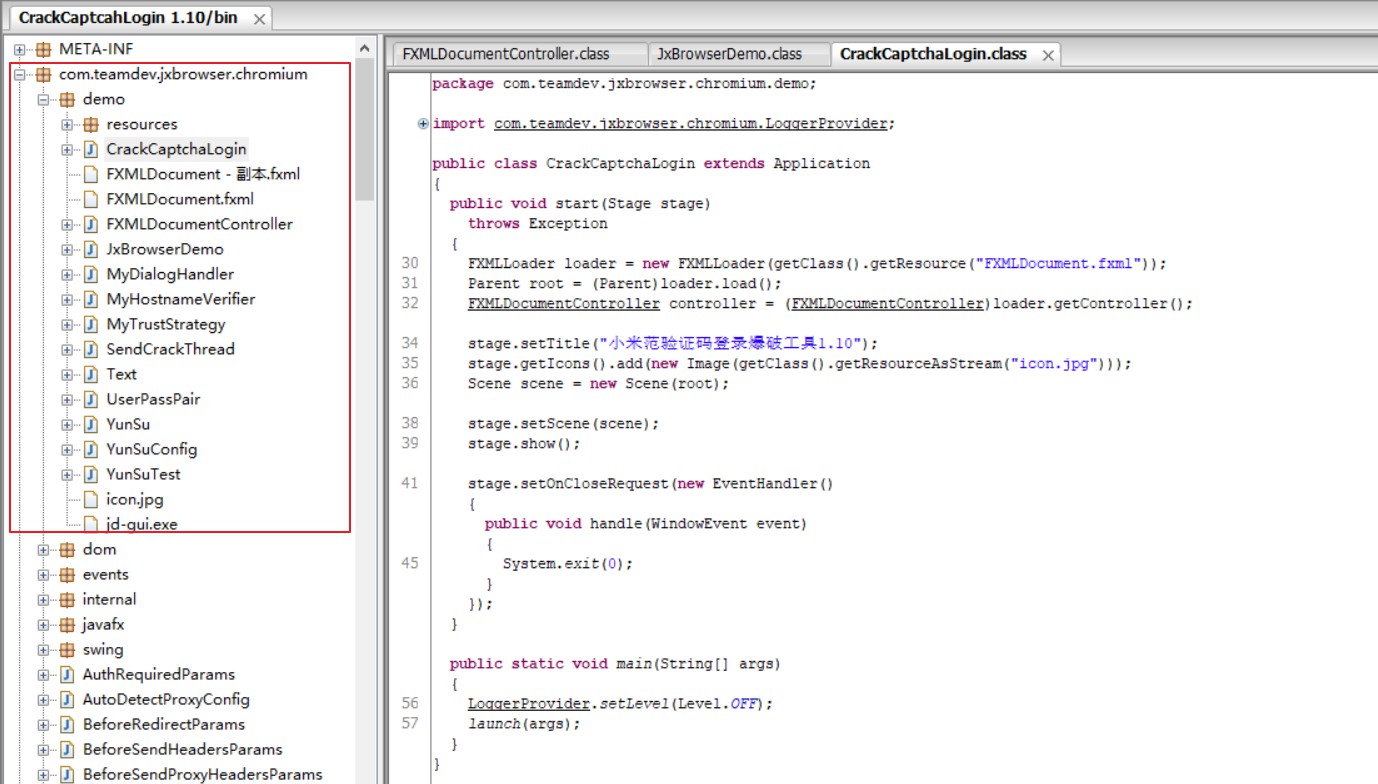 CrackCaptcahLogin 1.10/bin
META-INF
com.teamdev.jxbrowser.chromium
demo
resources
CrackCaptchaLogin
FXMLDocument - 副本.fxml
FXMLDocument.fxml
FXMLDocumentController
JxBrowserDemo
MyDialogHandler
MyHostnameVerifier
MyTrustStrategy
SendCrackThread
Text
UserPassPair
YunSu
YunSuConfig
YunSuTest
icon.jpg
jd-gui.exe
dom
events
internal
javafx
swing
AuthRequiredParams
AutoDetectProxyConfig
BeforeRedirectParams
BeforeSendHeadersParams
BeforeSendProxyHeadersParams
FXMLDocumentController.class JxBrowserDemo.class CrackCaptchaLogin.class
package com.teamdev.jxbrowser.chromium.demo;
import com.teamdev.jxbrowser.chromium.LoggerProvider;
public class CrackCaptchaLogin extends Application
{
public void start(Stage stage)
throws Exception
{
30 FXMLLoader loader = new FXMLLoader(getClass().getResource("FXMLDocument.fxml"));
31 Parent root = (Parent)loader.load();
32 FXMLDocumentController controller = (FXMLDocumentController)loader.getController();
34 stage.setTitle("小米范验证码登录爆破工具1.10");
35 stage.getIcons().add(new Image(getClass().getResourceAsStream("icon.jpg")));
36 Scene scene = new Scene(root);
38 stage.setScene(scene);
39 stage.show();
41 stage.setOnCloseRequest(new EventHandler()
{
public void handle(WindowEvent event)
{
45 System.exit(0);
}
});
}
public static void main(String[] args)
{
56 LoggerProvider.setLevel(Level.OFF);
57 launch(args);
}
}